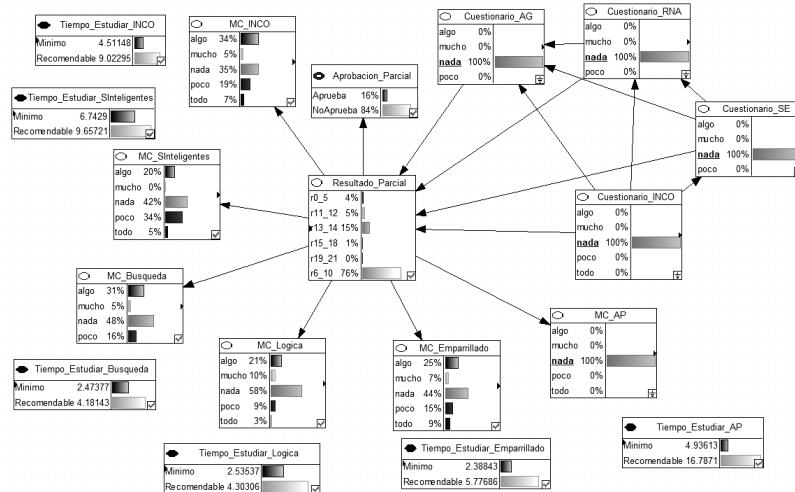 Tiempo_Estudiar_INCO
Minimo 4.51148
Recomendable 9.02295
MC_INCO
algo 34%
mucho 5%
nada 35%
poco 19%
todo 7%
Cuestionario_AG
algo 0%
mucho 0%
nada 100%
poco 0%
Cuestionario_RNA
algo 0%
mucho 0%
nada 100%
poco 0%
Aprobacion_Parcial
Aprueba 16%
NoAprueba 84%
Tiempo_Estudiar_SInteligentes
Minimo 6.7429
Recomendable 9.65721
Cuestionario_SE
algo 0%
mucho 0%
nada 100%
poco 0%
MC_SInteligentes
algo 20%
mucho 0%
nada 42%
poco 34%
todo 5%
Resultado_Parcial
r0_5 4%
r11_12 5%
r13_14 15%
r15_18 1%
r19_21 0%
r6_10 76%
Cuestionario_INCO
algo 0%
mucho 0%
nada 100%
poco 0%
todo 0%
MC_Busqueda
algo 31%
mucho 5%
nada 48%
poco 16%
MC_Logica
algo 21%
mucho 10%
nada 58%
poco 9%
todo 3%
MC_Emparrillado
algo 25%
mucho 7%
nada 44%
poco 15%
todo 9%
MC_AP
algo 0%
mucho 0%
nada 100%
poco 0%
todo 0%
Tiempo_Estudiar_Busqueda
Minimo 2.47377
Recomendable 4.18143
Tiempo_Estudiar_Logica
Minimo 2.53537
Recomendable 4.30306
Tiempo_Estudiar_Emparrillado
Minimo 2.38843
Recomendable 5.77686
Tiempo_Estudiar_AP
Minimo 4.93613
Recomendable 16.7871